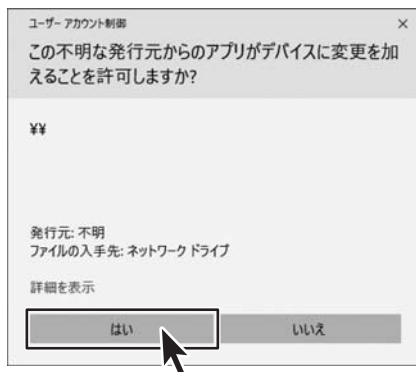 ユーザー アカウント制御
この不明な発行元からのアプリがデバイスに変更を加
えることを許可しますか?
¥¥
発行元: 不明
ファイルの入手先: ネットワーク ドライブ
詳細を表示
はい
いいえ